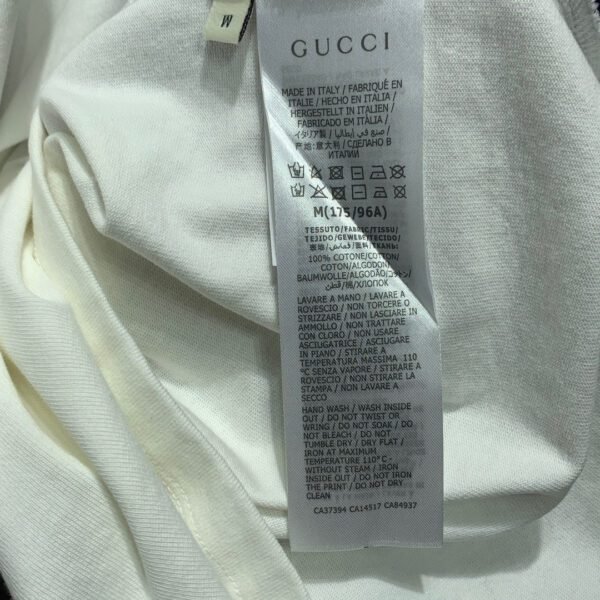 M
GUCCI
MADE IN ITALY / FABRIQUÉ EN
ITALIE / HECHO EN ITALIA /
HERGESTELLT IN ITALIEN /
FABRICADO EM ITÁLIA /
イタリア製 / صنع في إيطاليا /
产地:意大利 / СДЕЛАНО В
ИТАЛИИ
M(175/96A)
TESSUTO/FABRIC/TISSU/
TEJIDO/GEWEBE/TECIDO/
100% COTONE/COTTON/
COTON/ALGODON/
BAUMWOLLE/ALGODÃO/
قطن/棉/ХЛОПОК
LAVARE A MANO / LAVARE A
ROVESCIO / NON TORCERE O
STRIZZARE / NON LASCIARE IN
AMMOLLO / NON TRATTARE
CON CLORO / NON USARE
ASCIUGATRICE / ASCIUGARE
IN PIANO / STIRARE A
TEMPERATURA MASSIMA 110
°C SENZA VAPORE / STIRARE A
ROVESCIO / NON STIRARE LA
STAMPA / NON LAVARE A
SECCO
HAND WASH / WASH INSIDE
OUT / DO NOT TWIST OR
WRING / DO NOT SOAK / DO
NOT BLEACH / DO NOT
TUMBLE DRY / DRY FLAT /
IRON AT MAXIMUM
TEMPERATURE 110°C -
WITHOUT STEAM / IRON
INSIDE OUT / DO NOT IRON
THE PRINT / DO NOT DRY
CLEAN
CA37394 CA14517 CA84937